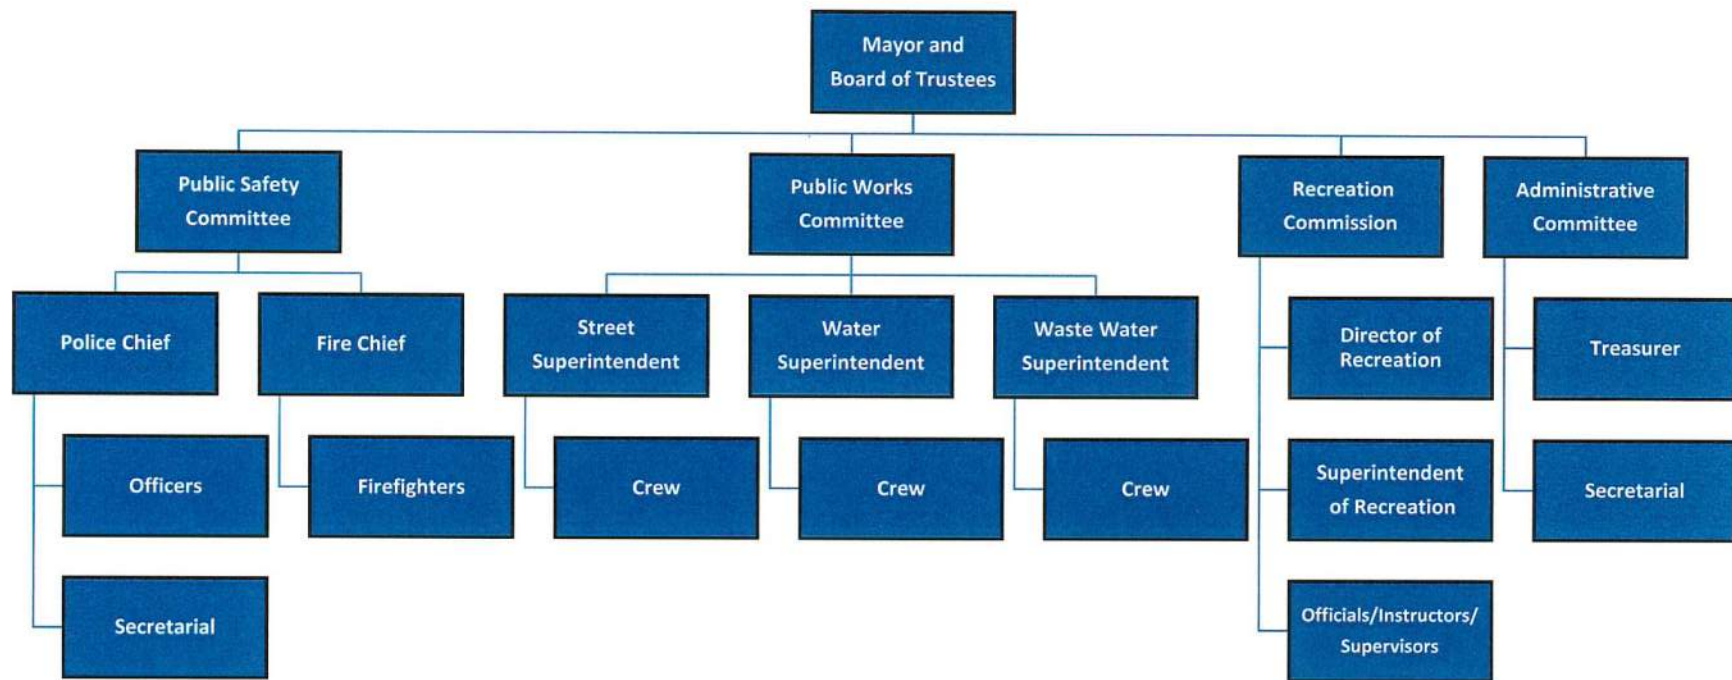 Mayor and
Board of Trustees
Public Safety
Committee
Public Works
Committee
Recreation
Commission
Administrative
Committee
Police Chief
Fire Chief
Street
Superintendent
Water
Superintendent
Waste Water
Superintendent
Director of
Recreation
Treasurer
Officers
Firefighters
Crew
Crew
Crew
Superintendent
of Recreation
Secretarial
Secretarial
Officials/Instructors/
Supervisors